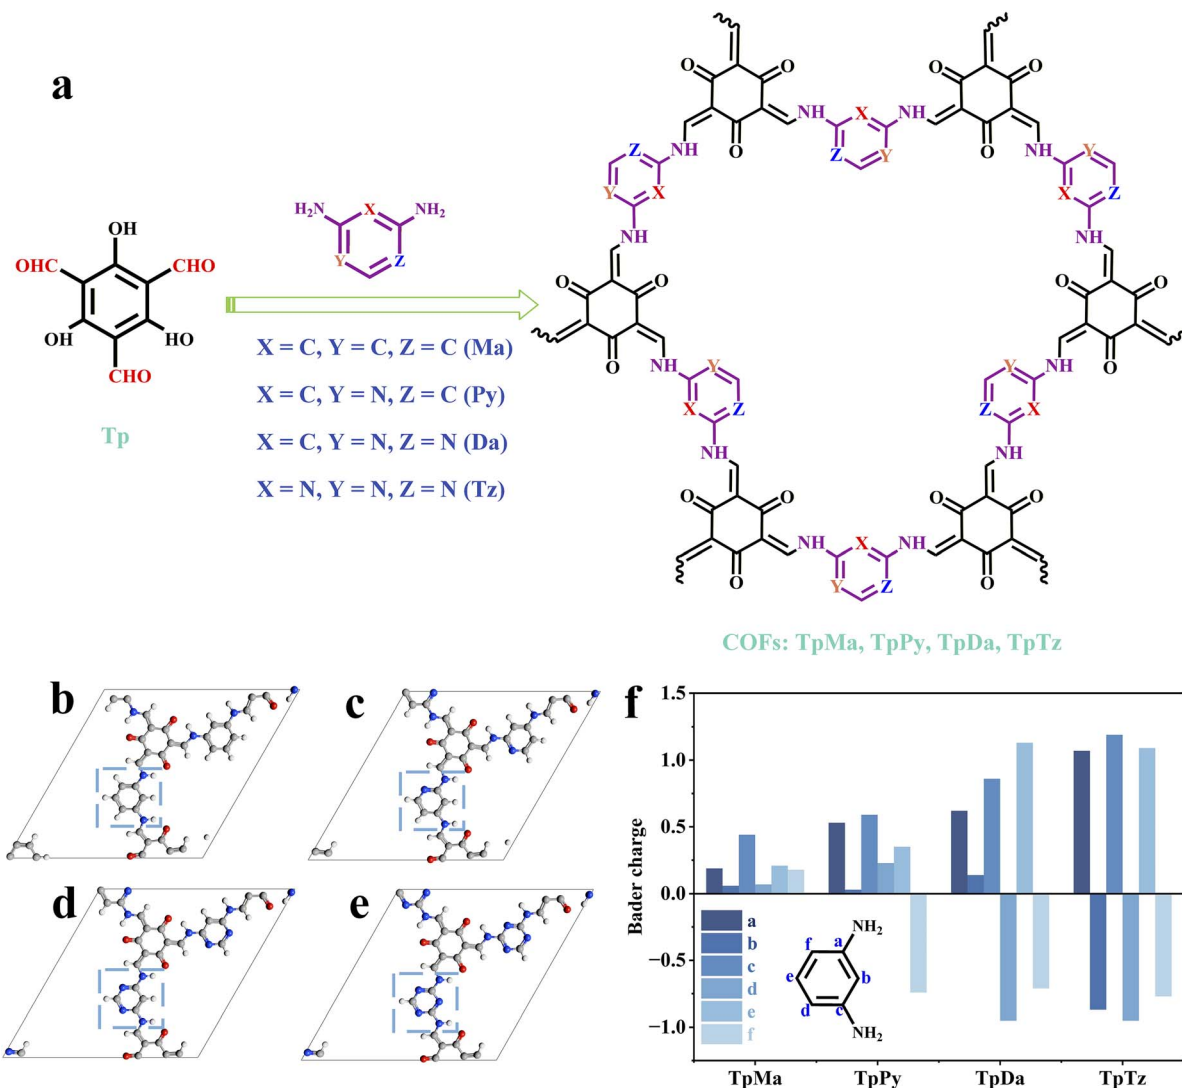 a
OH
OHC
CHO
OH
HO
CHO
Tp
H₂N
X
NH₂
Y
Z
X = C, Y = C, Z = C (Ma)
X = C, Y = N, Z = C (Py)
X = C, Y = N, Z = N (Da)
X = N, Y = N, Z = N (Tz)
O O O O
NH X NH
O Z Y O
NH Z Y NH
Y X X Z
NH NH
O O O O
O O
NH Y Y NH
X Z Z X
NH NH
O O O O
NH X NH
O Y Z O
COFs: TpMa, TpPy, TpDa, TpTz
b
c
d
e
f
Bader charge
1.5
1.0
0.5
0.0
−0.5
−1.0
a
b
c
d
e
f
NH₂
f a
e b
d c
NH₂
TpMa TpPy TpDa TpTz